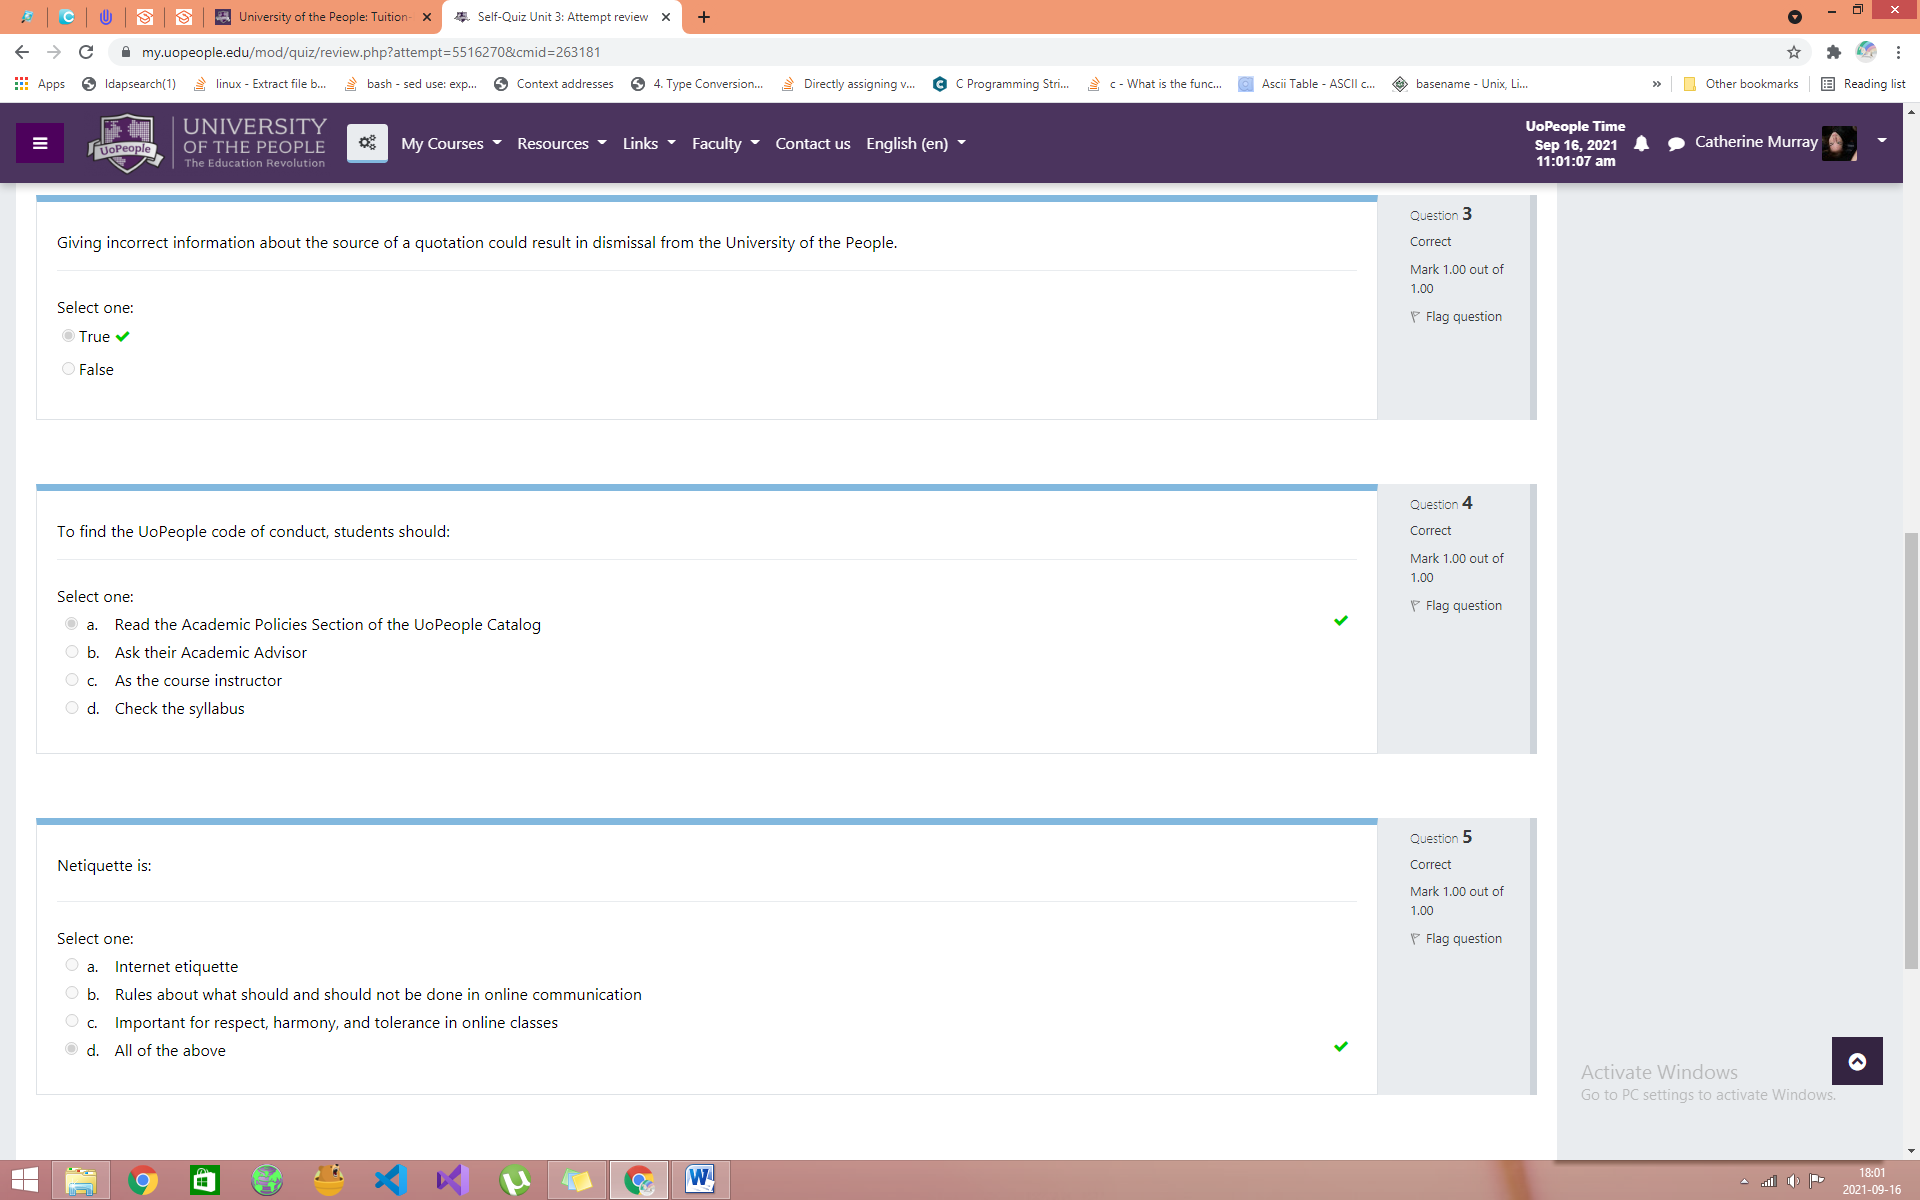 University of the People: Tuition-
Self-Quiz Unit 3: Attempt review
my.uopeople.edu/mod/quiz/review.php?attempt=5516270&cmid=263181
Apps
ldapsearch(1)
linux - Extract file b...
bash - sed use: exp...
Context addresses
4. Type Conversion...
Directly assigning v...
C Programming Stri...
c - What is the func...
Ascii Table - ASCII c...
basename - Unix, Li...
Other bookmarks
Reading list
UoPeople
UNIVERSITY
OF THE PEOPLE
The Education Revolution
My Courses
Resources
Links
Faculty
Contact us
English (en)
UoPeople Time
Sep 16, 2021
11:01:07 am
Catherine Murray
Giving incorrect information about the source of a quotation could result in dismissal from the University of the People.
Select one:
True
False
Question 3
Correct
Mark 1.00 out of
1.00
Flag question
To find the UoPeople code of conduct, students should:
Select one:
a. Read the Academic Policies Section of the UoPeople Catalog
b. Ask their Academic Advisor
c. As the course instructor
d. Check the syllabus
Question 4
Correct
Mark 1.00 out of
1.00
Flag question
Netiquette is:
Select one:
a. Internet etiquette
b. Rules about what should and should not be done in online communication
c. Important for respect, harmony, and tolerance in online classes
d. All of the above
Question 5
Correct
Mark 1.00 out of
1.00
Flag question
Activate Windows
Go to PC settings to activate Windows.
18:01
2021-09-16